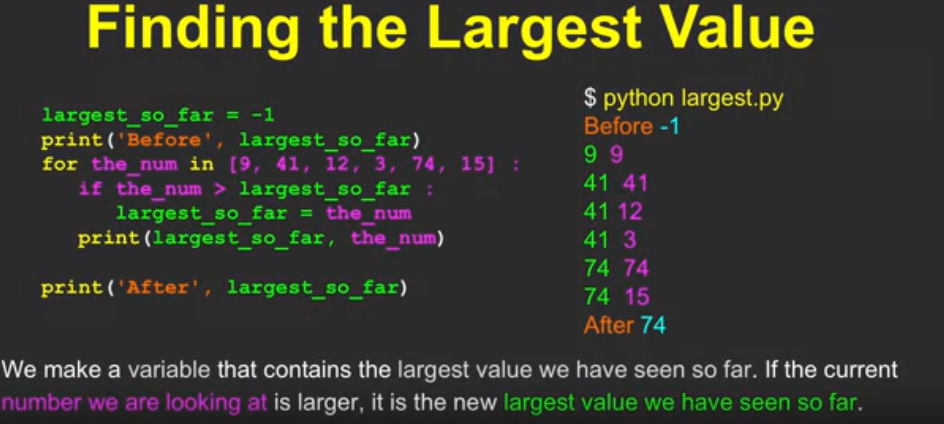 Finding the Largest Value
largest_so_far = -1
print('Before', largest_so_far)
for the_num in [9, 41, 12, 3, 74, 15] :
   if the_num > largest_so_far :
      largest_so_far = the_num
   print(largest_so_far, the_num)
print('After', largest_so_far)
$ python largest.py
Before -1
9 9
41 41
41 12
41 3
74 74
74 15
After 74
We make a variable that contains the largest value we have seen so far. If the current
number we are looking at is larger, it is the new largest value we have seen so far.